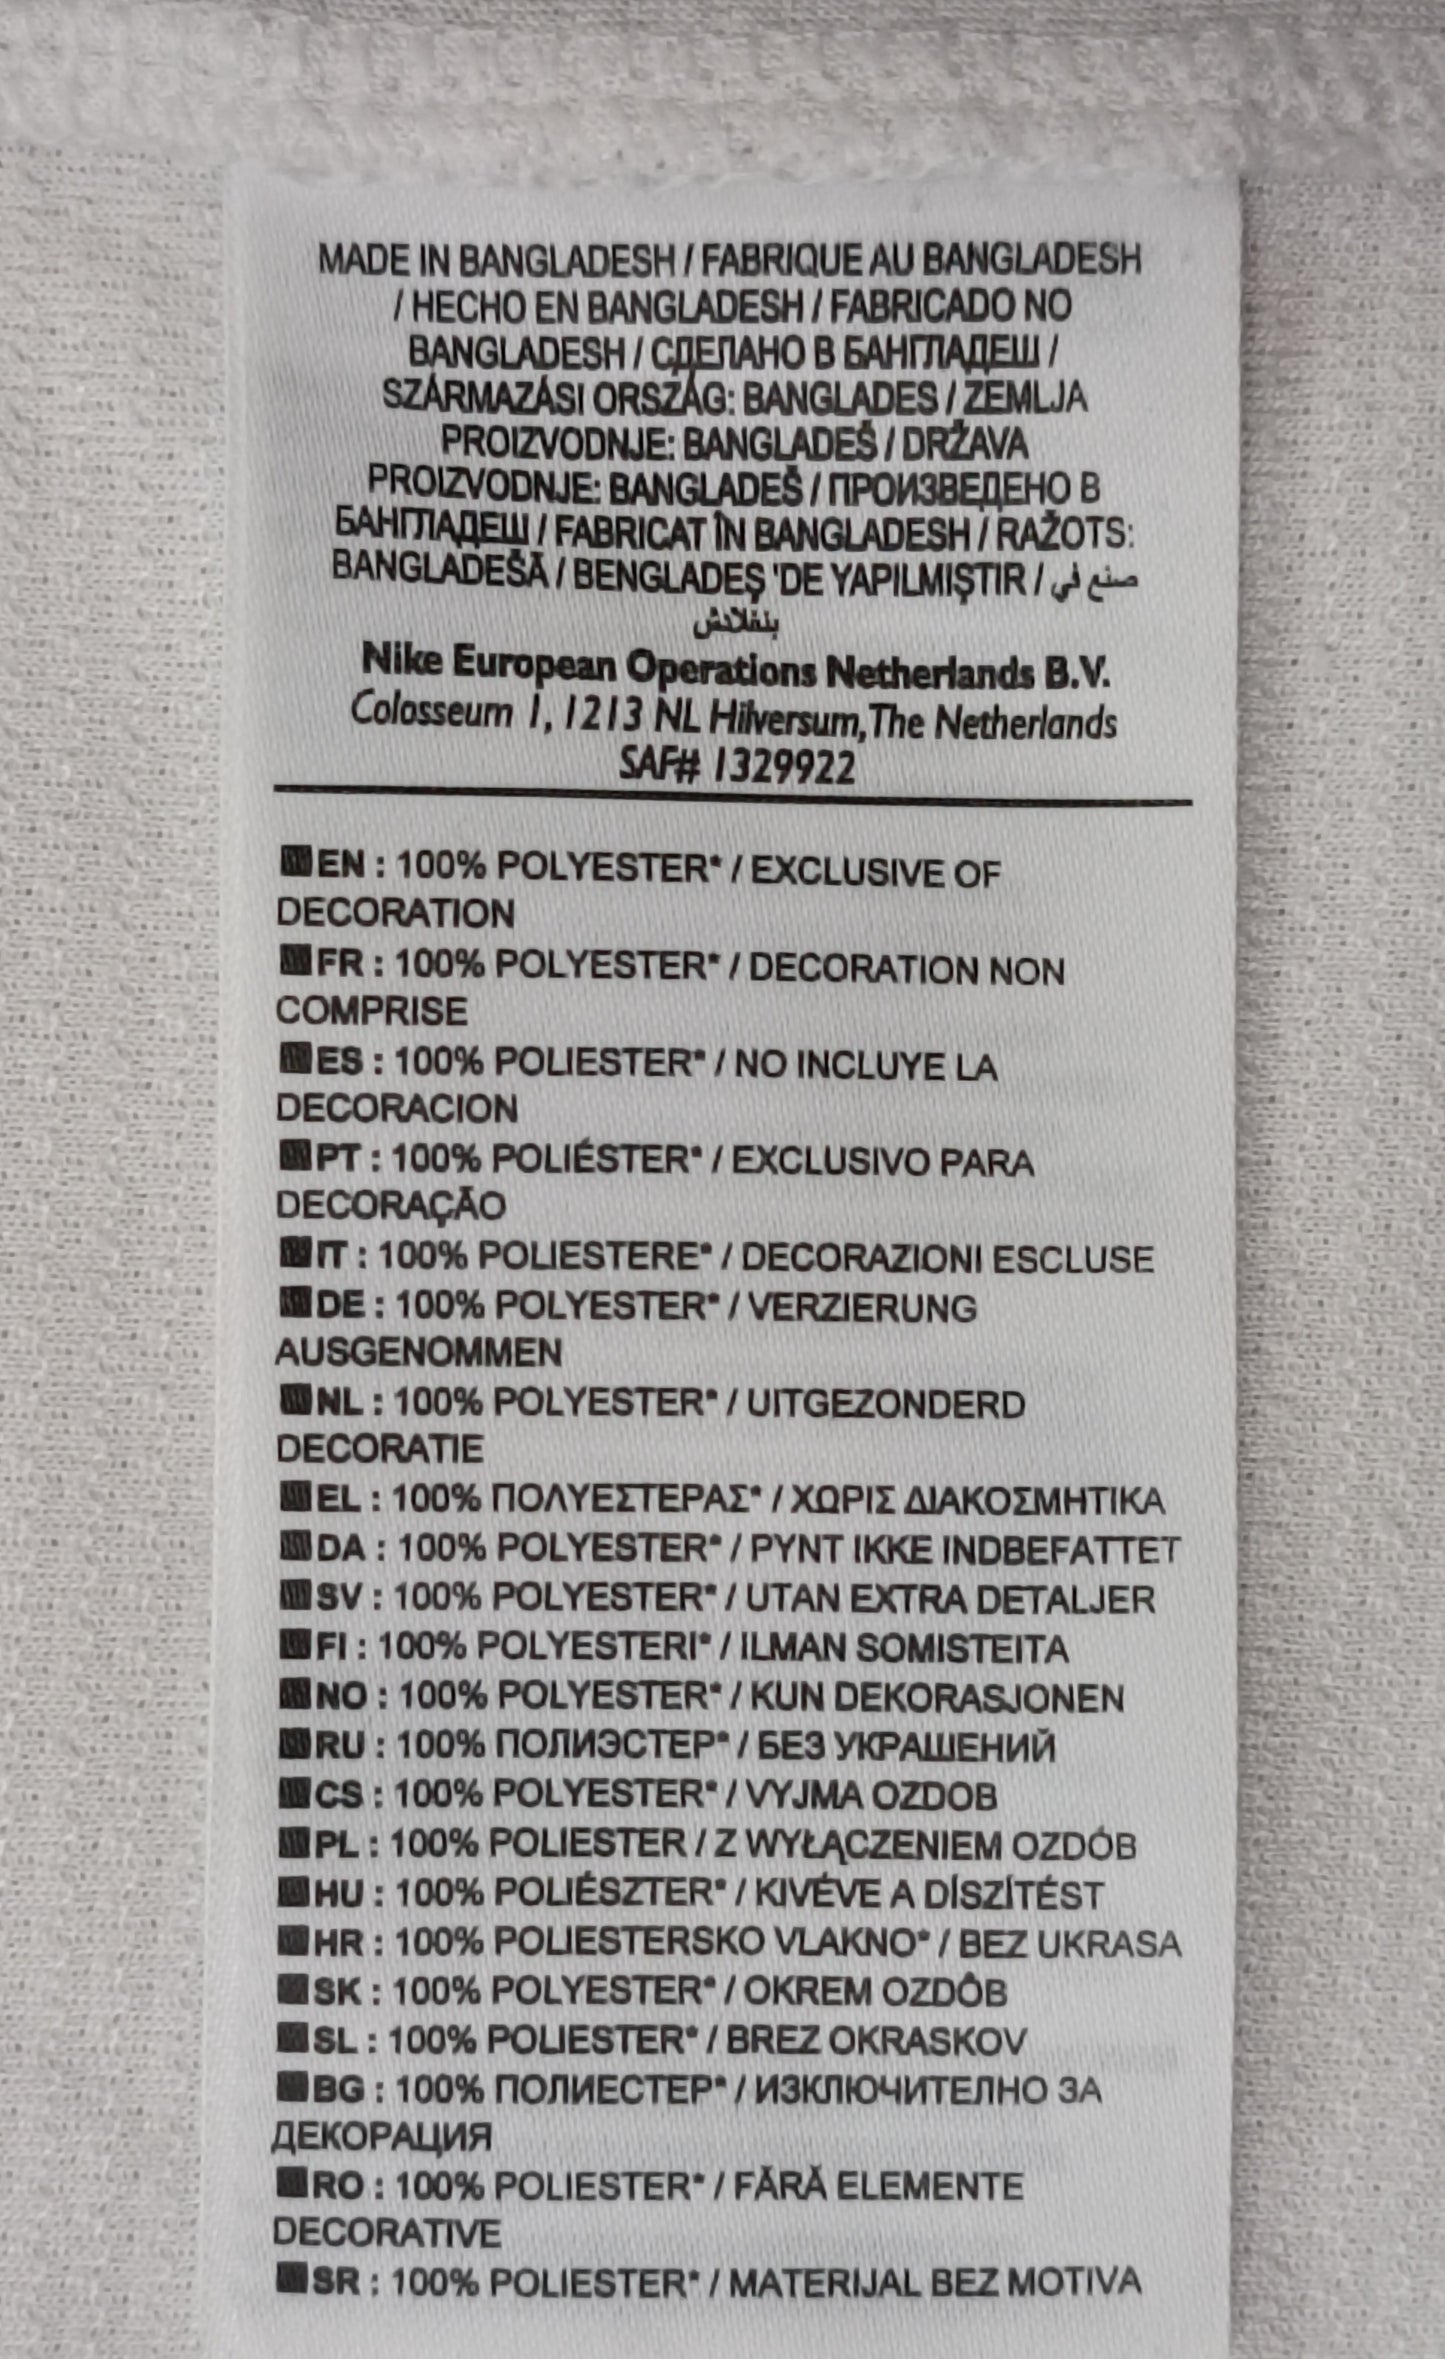 MADE IN BANGLADESH / FABRIQUE AU BANGLADESH
/ HECHO EN BANGLADESH / FABRICADO NO
BANGLADESH / СДЕЛАНО В БАНГЛАДЕШ /
SZÁRMAZÁSI ORSZÁG: BANGLADES / ZEMLJA
PROIZVODNJE: BANGLADEŠ / DRŽAVA
PROIZVODNJE: BANGLADEŠ / ПРОИЗВЕДЕНО В
БАНГЛАДЕШ / FABRICAT ÎN BANGLADESH / RAŽOTS:
BANGLADEŠĀ / BENGLADEŞ 'DE YAPILMIŞTIR / صنع في
بنغلادش
Nike European Operations Netherlands B.V.
Colosseum 1, 1213 NL Hilversum, The Netherlands
SAF# 1329922
EN : 100% POLYESTER* / EXCLUSIVE OF
DECORATION
FR : 100% POLYESTER* / DECORATION NON
COMPRISE
ES : 100% POLIESTER* / NO INCLUYE LA
DECORACION
PT : 100% POLIÉSTER* / EXCLUSIVO PARA
DECORAÇÃO
IT : 100% POLIESTERE* / DECORAZIONI ESCLUSE
DE : 100% POLYESTER* / VERZIERUNG
AUSGENOMMEN
NL : 100% POLYESTER* / UITGEZONDERD
DECORATIE
EL : 100% ΠΟΛΥΕΣΤΕΡΑΣ* / ΧΩΡΙΣ ΔΙΑΚΟΣΜΗΤΙΚΑ
DA : 100% POLYESTER* / PYNT IKKE INDBEFATTET
SV : 100% POLYESTER* / UTAN EXTRA DETALJER
FI : 100% POLYESTERI* / ILMAN SOMISTEITA
NO : 100% POLYESTER* / KUN DEKORASJONEN
RU : 100% ПОЛИЭСТЕР* / БЕЗ УКРАШЕНИЙ
CS : 100% POLYESTER* / VYJMA OZDOB
PL : 100% POLIESTER / Z WYŁĄCZENIEM OZDÓB
HU : 100% POLIÉSZTER* / KIVÉVE A DÍSZÍTÉST
HR : 100% POLIESTERSKO VLAKNO* / BEZ UKRASA
SK : 100% POLYESTER* / OKREM OZDÔB
SL : 100% POLIESTER* / BREZ OKRASKOV
BG : 100% ПОЛИЕСТЕР* / ИЗКЛЮЧИТЕЛНО ЗА
ДЕКОРАЦИЯ
RO : 100% POLIESTER* / FĂRĂ ELEMENTE
DECORATIVE
SR : 100% POLIESTER* / MATERIJAL BEZ MOTIVA